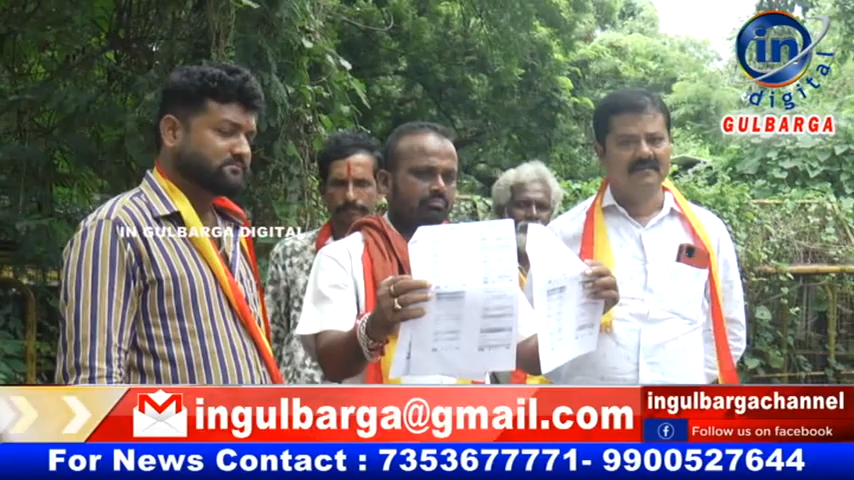 in
digital
GULBARGA
IN GULBARGA DIGITAL
ingulbarga@gmail.com
ingulbargachannel
f Follow us on facebook
For News Contact : 7353677771- 9900527644